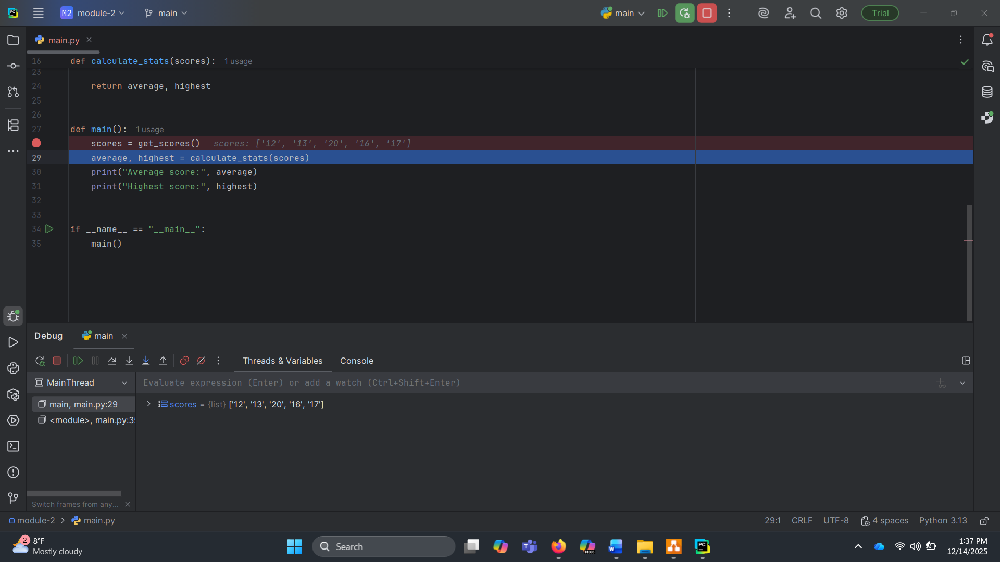 M2 module-2 main main Trial
main.py
16 def calculate_stats(scores): 1 usage
23
24 return average, highest
25
26
27 def main(): 1 usage
scores = get_scores() scores: ['12', '13', '20', '16', '17']
29 average, highest = calculate_stats(scores)
30 print("Average score:", average)
31 print("Highest score:", highest)
32
33
34 if __name__ == "__main__":
35 main()
Debug main
Threads & Variables Console
MainThread Evaluate expression (Enter) or add a watch (Ctrl+Shift+Enter)
main, main.py:29 scores = {list} ['12', '13', '20', '16', '17']
<module>, main.py:35
Switch frames from any...
module-2 main.py 29:1 CRLF UTF-8 4 spaces Python 3.13
2 8°F
Mostly cloudy
Search
1:37 PM
12/14/2025